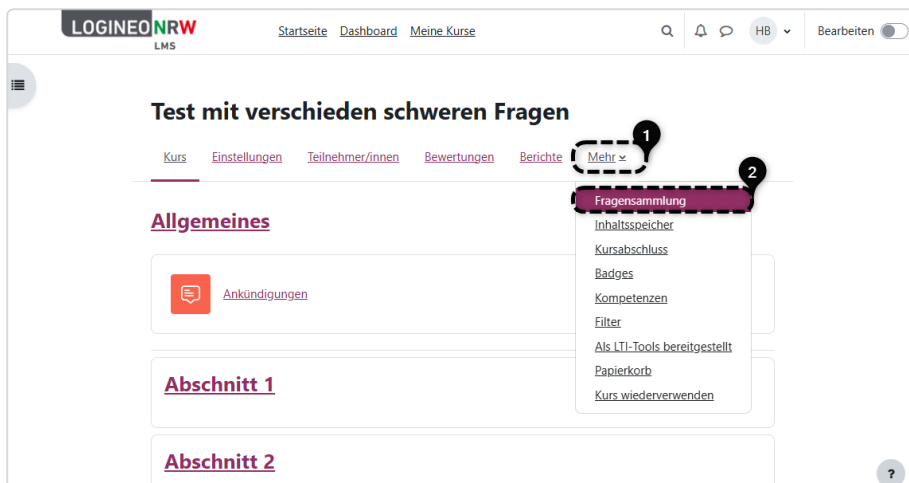 LOGINEO NRW
LMS
Startseite Dashboard Meine Kurse
HB
Bearbeiten
Test mit verschieden schweren Fragen
1
Kurs Einstellungen Teilnehmer/innen Bewertungen Berichte Mehr
2
Fragensammlung
Allgemeines
Inhaltsspeicher
Kursabschluss
Badges
Ankündigungen
Kompetenzen
Filter
Als LTI-Tools bereitgestellt
Papierkorb
Abschnitt 1
Kurs wiederverwenden
Abschnitt 2
?